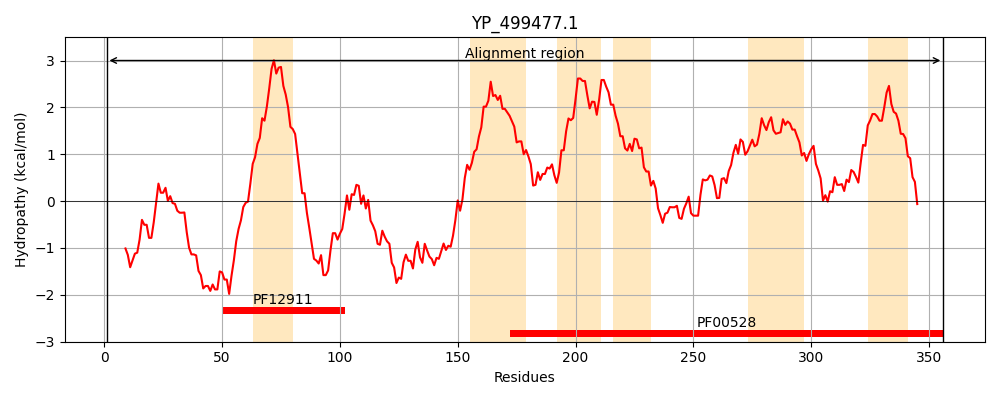 YP_499477.1
Alignment region
3
2
1
0
−1
−2
−3
Hydropathy (kcal/mol)
PF12911
PF00528
0
50
100
150
200
250
300
350
Residues